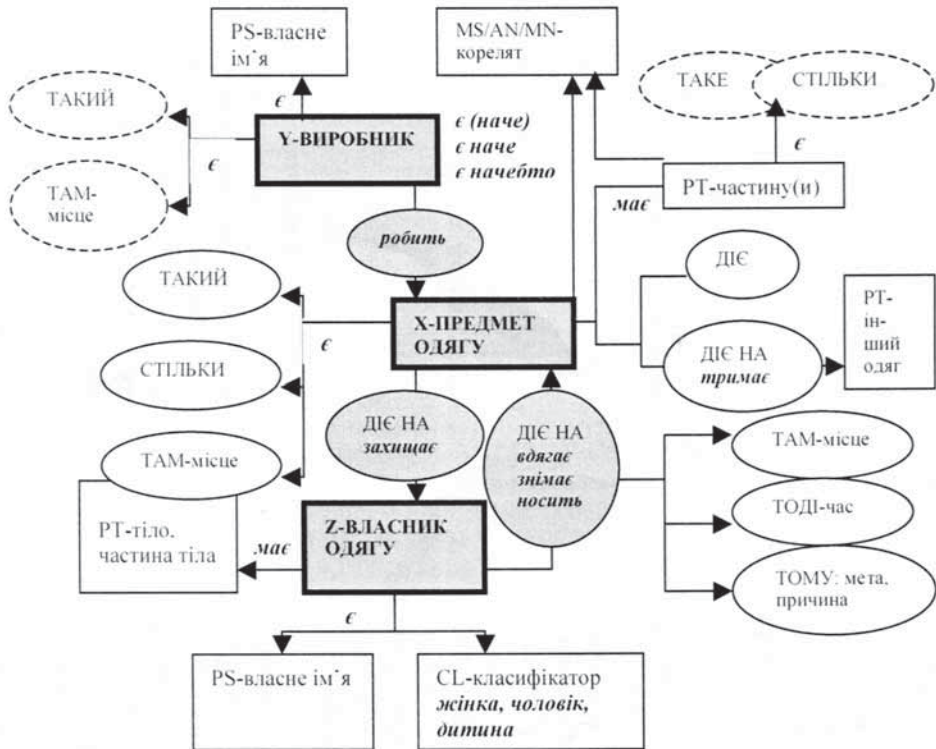 PS-власне
ім᾽я
MS/AN/MN-
корелят
ТАКЕ
СТІЛЬКИ
ТАКИЙ
є
Y-ВИРОБНИК
є (наче)
є наче
є начебто
є
є
ТАМ-
місце
має
РТ-частину(и)
робить
ДІЄ
ТАКИЙ
Х-ПРЕДМЕТ
ОДЯГУ
РТ-
ін-
ший
одяг
є
ДІЄ НА
тримає
СТІЛЬКИ
ДІЄ НА
захищає
ДІЄ НА
вдягає
знімає
носить
ТАМ-місце
ТАМ-місце
ТОДІ-час
РТ-тіло,
частина тіла
має
Z-ВЛАСНИК
ОДЯГУ
ТОМУ: мета,
причина
є
PS-власне ім᾽я
CL-класифікатор
жінка, чоловік,
дитина